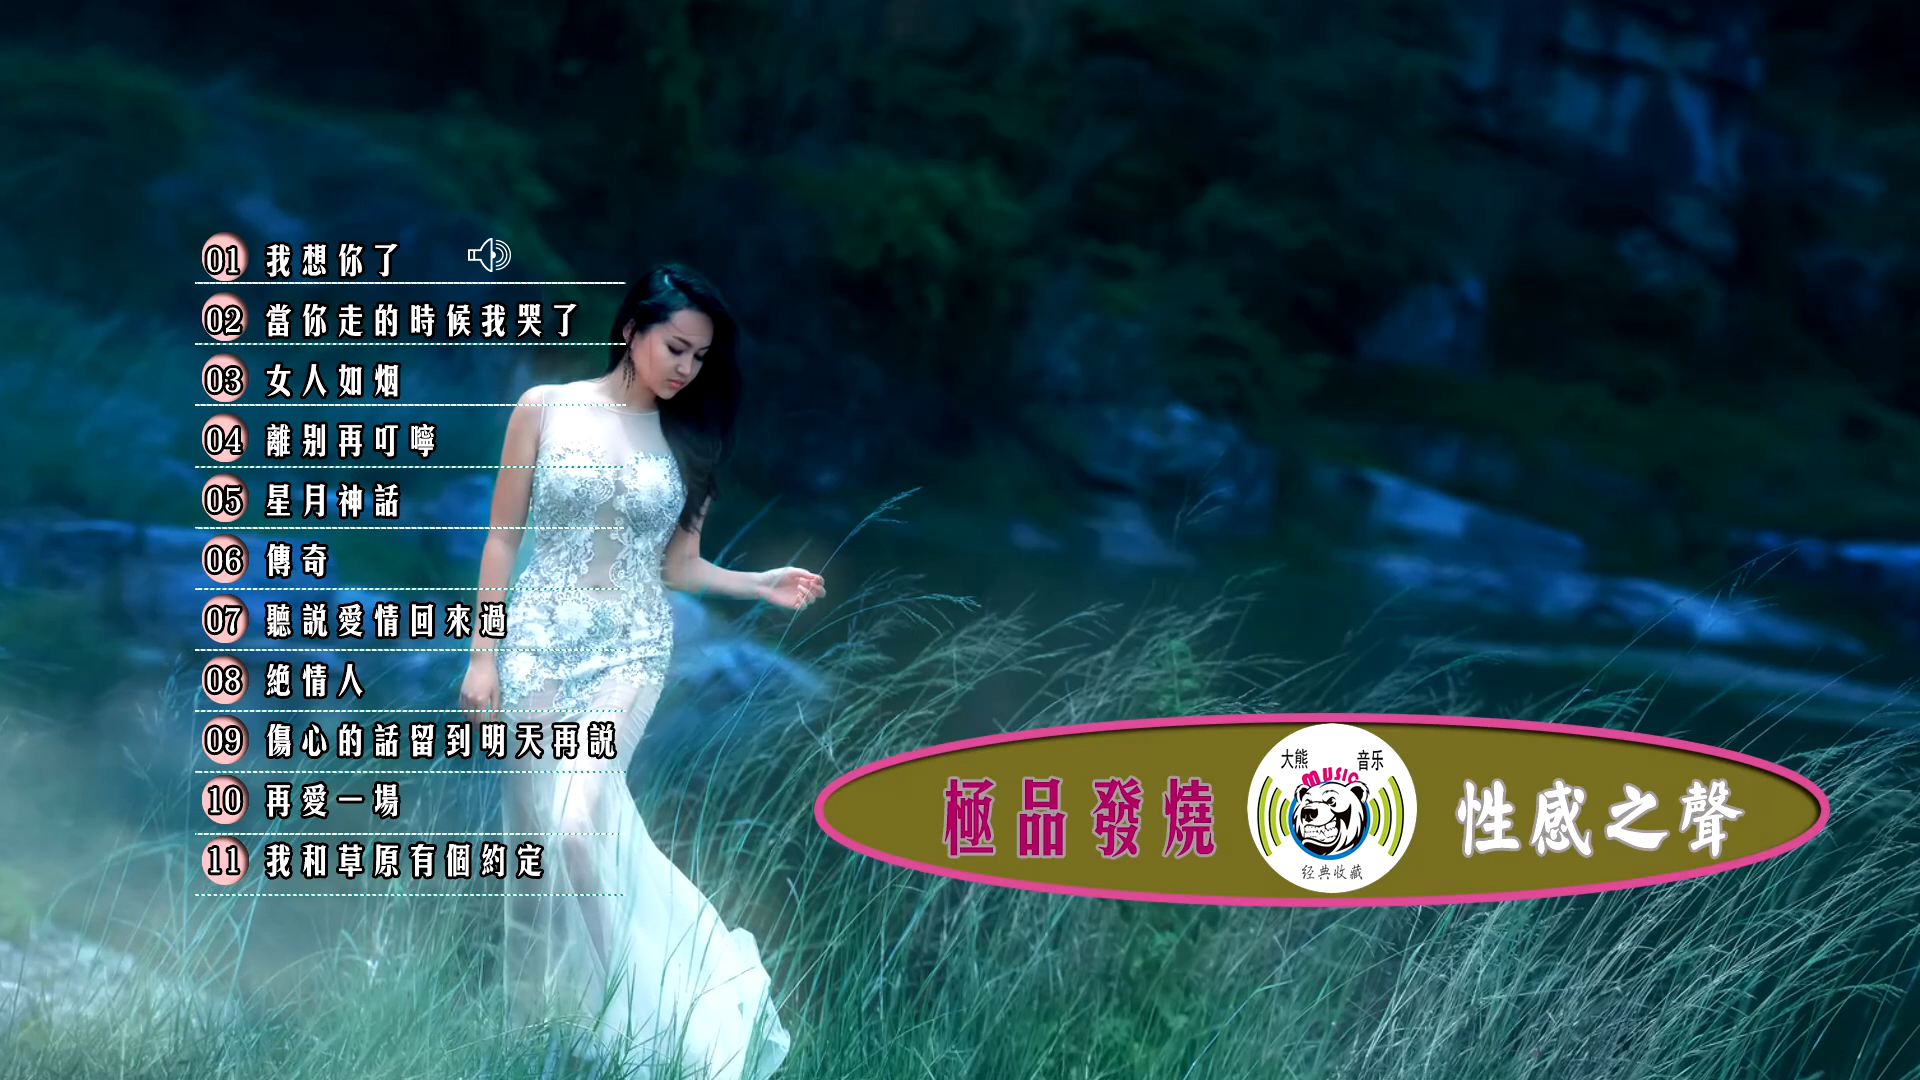 01 我想你了
02 當你走的時候我哭了
03 女人如烟
04 離别再叮嚀
05 星月神話
06 傳奇
07 聽説愛情回來過
08 絕情人
09 傷心的話留到明天再説
10 再愛一場
11 我和草原有個約定
極品發燒
大熊 音乐
MUSIC
经典收藏
性感之聲